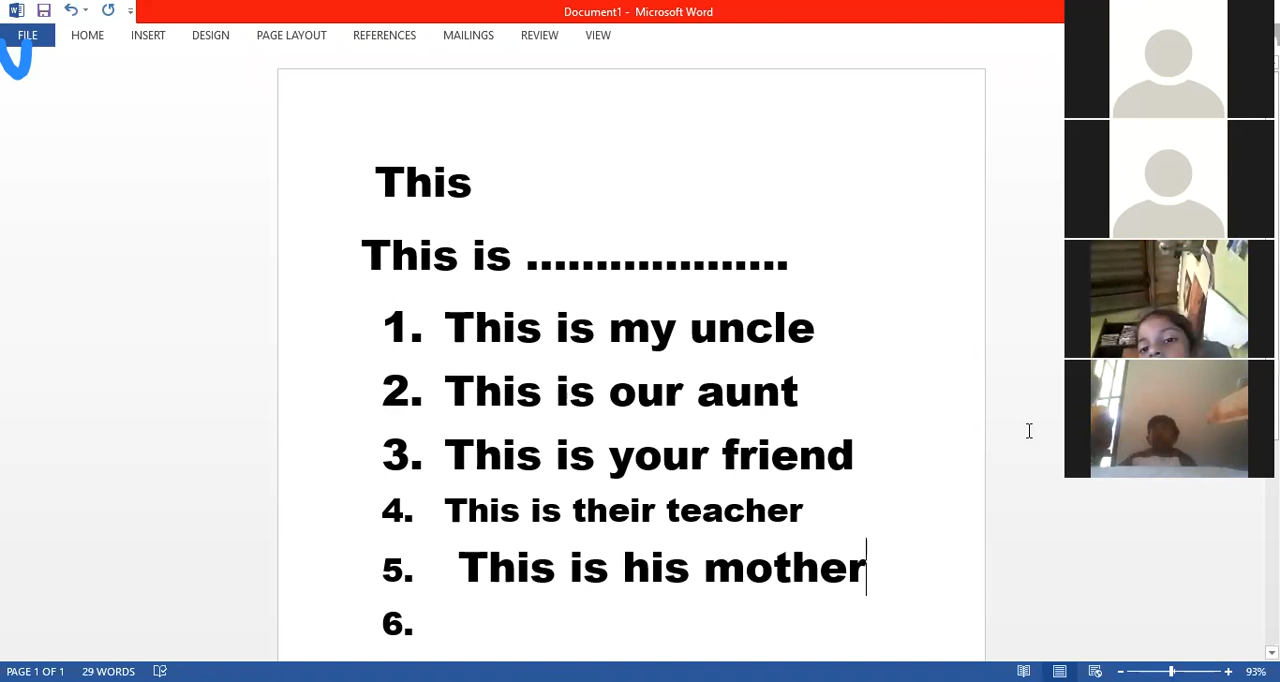 Document1 - Microsoft Word
FILE HOME INSERT DESIGN PAGE LAYOUT REFERENCES MAILINGS REVIEW VIEW
This
This is ...................
1. This is my uncle
2. This is our aunt
3. This is your friend
4. This is their teacher
5. This is his mother
6.
PAGE 1 OF 1 29 WORDS 93%